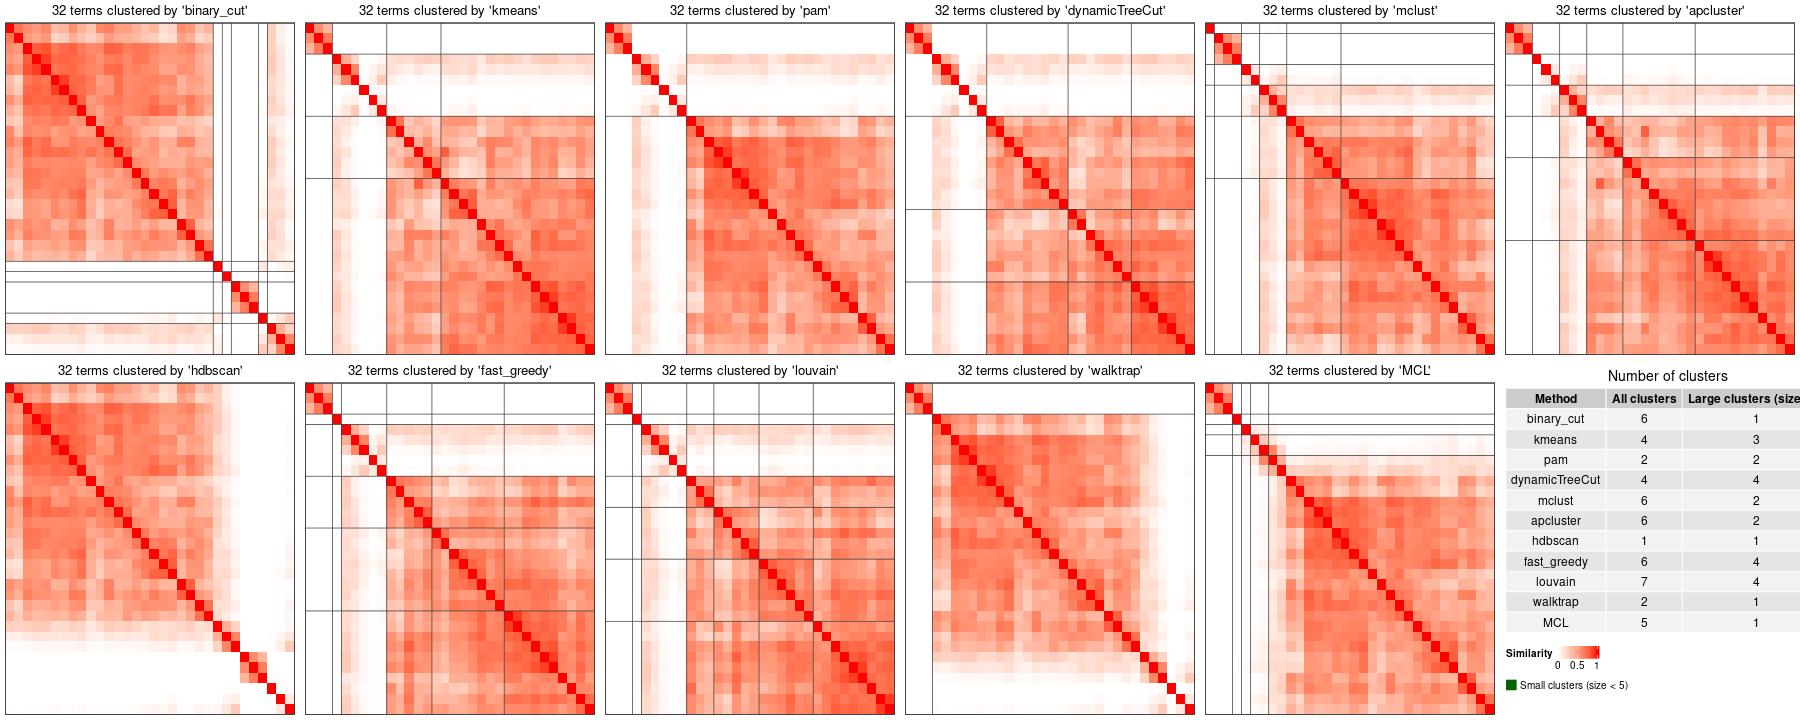 32 terms clustered by 'binary_cut'
32 terms clustered by 'kmeans'
32 terms clustered by 'pam'
32 terms clustered by 'dynamicTreeCut'
32 terms clustered by 'mclust'
32 terms clustered by 'apcluster'
32 terms clustered by 'hdbscan'
32 terms clustered by 'fast_greedy'
32 terms clustered by 'louvain'
32 terms clustered by 'walktrap'
32 terms clustered by 'MCL'
Number of clusters
Method All clusters Large clusters (size
binary_cut 6 1
kmeans 4 3
pam 2 2
dynamicTreeCut 4 4
mclust 6 2
apcluster 6 2
hdbscan 1 1
fast_greedy 6 4
louvain 7 4
walktrap 2 1
MCL 5 1
Similarity
0 0.5 1
Small clusters (size < 5)